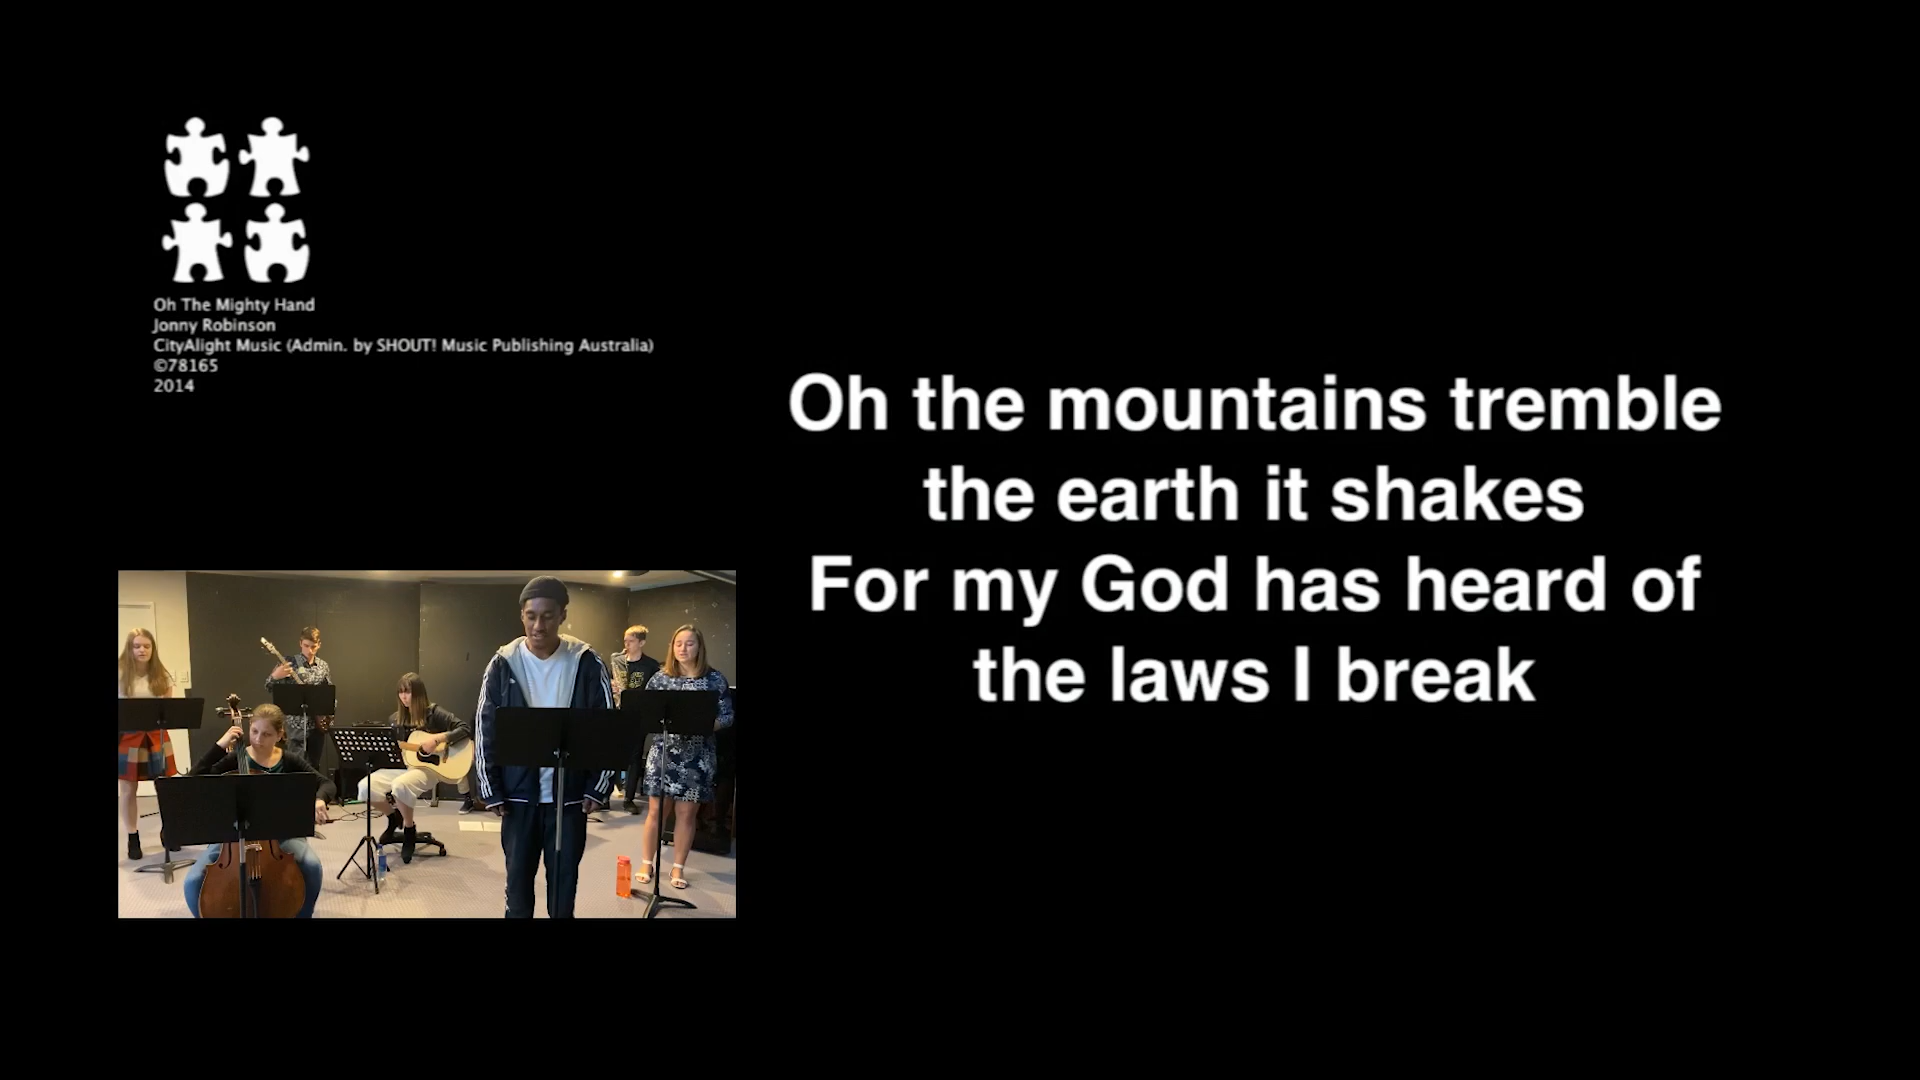 Oh The Mighty Hand
Jonny Robinson
CityAlight Music (Admin. by SHOUT! Music Publishing Australia)
©78165
2014
Oh the mountains tremble
the earth it shakes
For my God has heard of
the laws I break